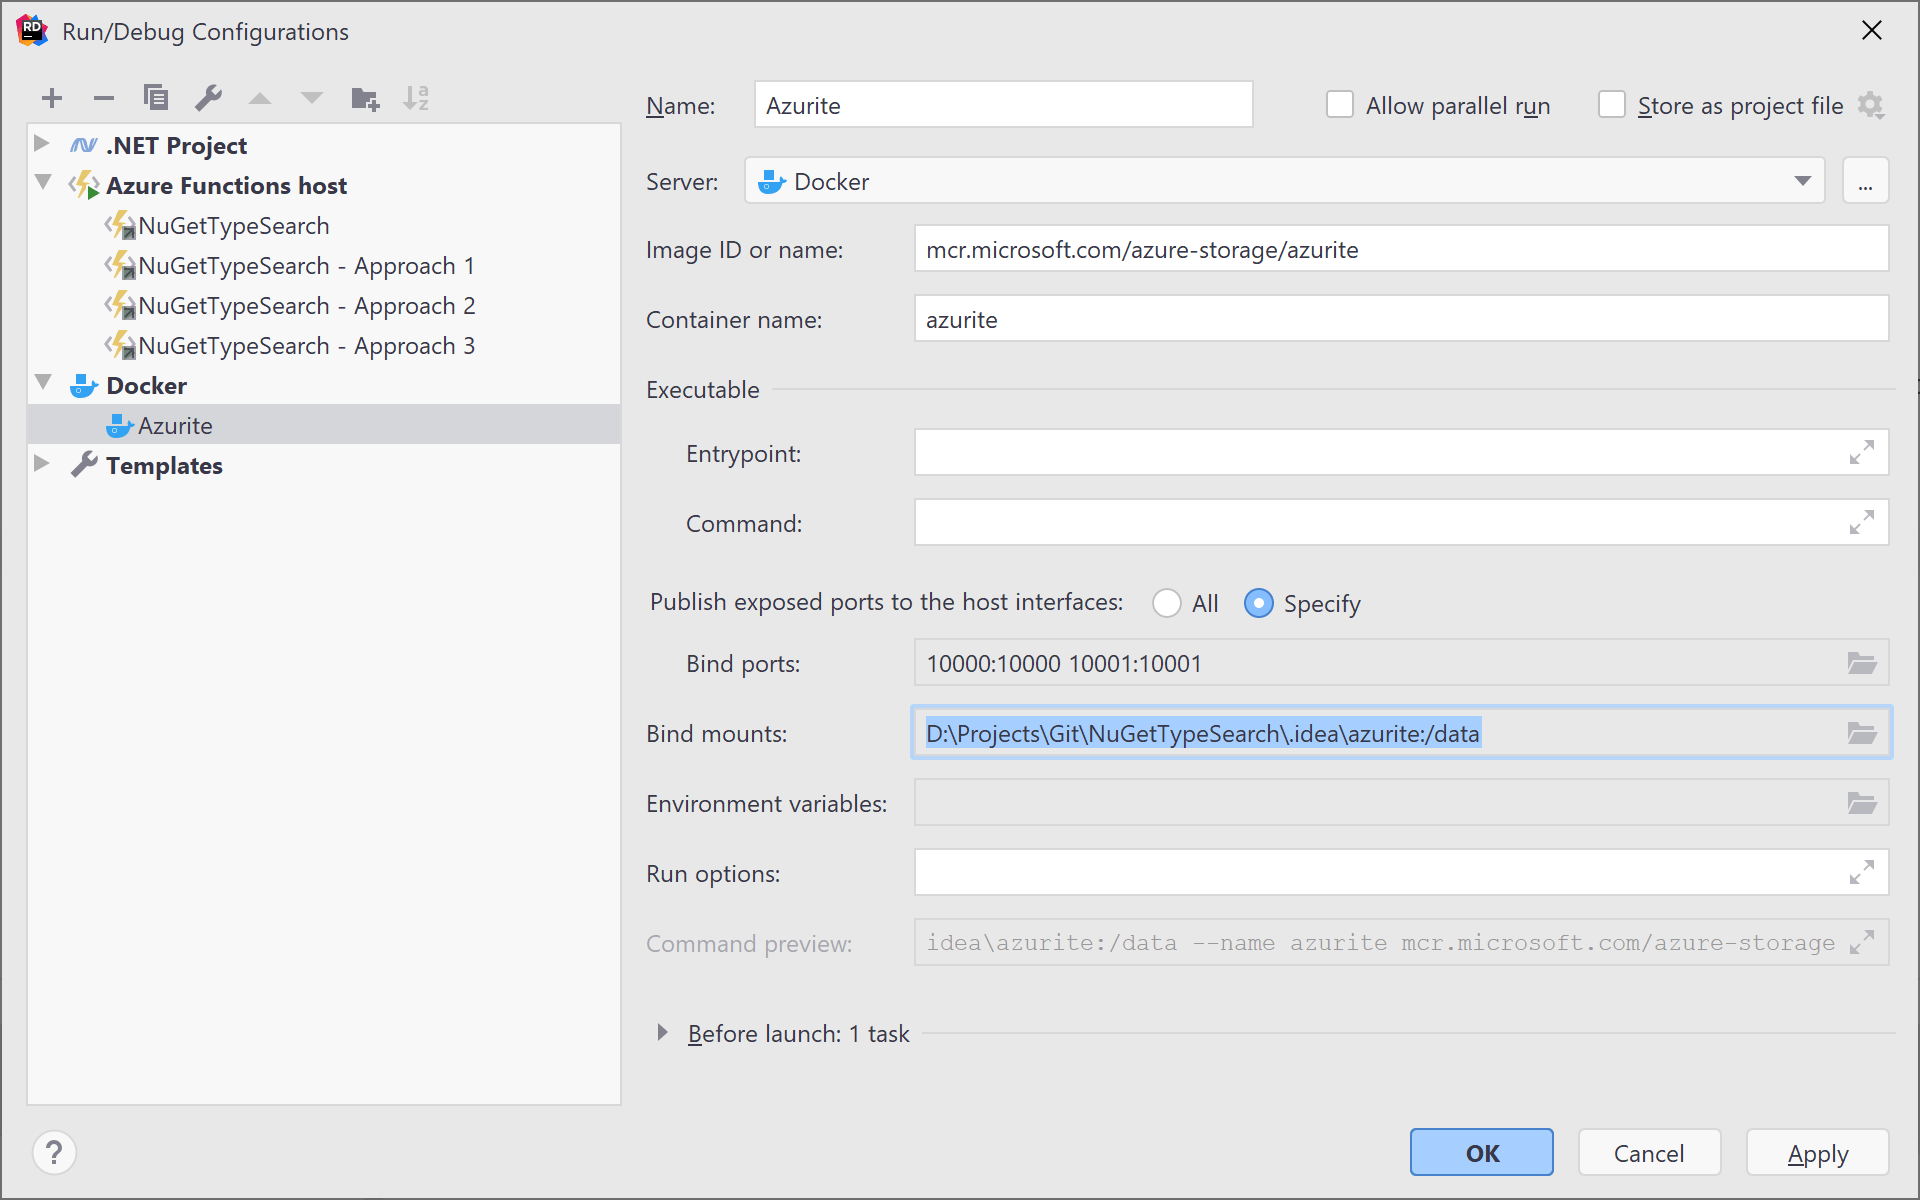 Run/Debug Configurations
.NET Project
Azure Functions host
NuGetTypeSearch
NuGetTypeSearch - Approach 1
NuGetTypeSearch - Approach 2
NuGetTypeSearch - Approach 3
Docker
Azurite
Templates
Name: Azurite Allow parallel run Store as project file
Server: Docker ...
Image ID or name: mcr.microsoft.com/azure-storage/azurite
Container name: azurite
Executable
Entrypoint:
Command:
Publish exposed ports to the host interfaces: All Specify
Bind ports: 10000:10000 10001:10001
Bind mounts: D:\Projects\Git\NuGetTypeSearch\.idea\azurite:/data
Environment variables:
Run options:
Command preview: idea\azurite:/data --name azurite mcr.microsoft.com/azure-storage
Before launch: 1 task
? OK Cancel Apply